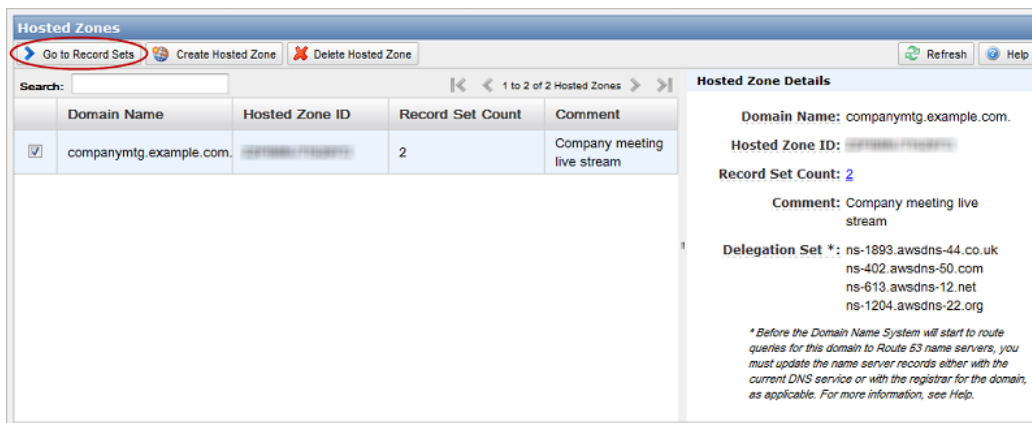 Hosted Zones
Go to Record Sets Create Hosted Zone Delete Hosted Zone Refresh Help
Search: 1 to 2 of 2 Hosted Zones
Domain Name Hosted Zone ID Record Set Count Comment
companymtg.example.com. 2 Company meeting
live stream
Hosted Zone Details
Domain Name: companymtg.example.com.
Hosted Zone ID:
Record Set Count: 2
Comment: Company meeting live
stream
Delegation Set *: ns-1893.awsdns-44.co.uk
ns-402.awsdns-50.com
ns-613.awsdns-12.net
ns-1204.awsdns-22.org
* Before the Domain Name System will start to route
queries for this domain to Route 53 name servers, you
must update the name server records either with the
current DNS service or with the registrar for the domain,
as applicable. For more information, see Help.